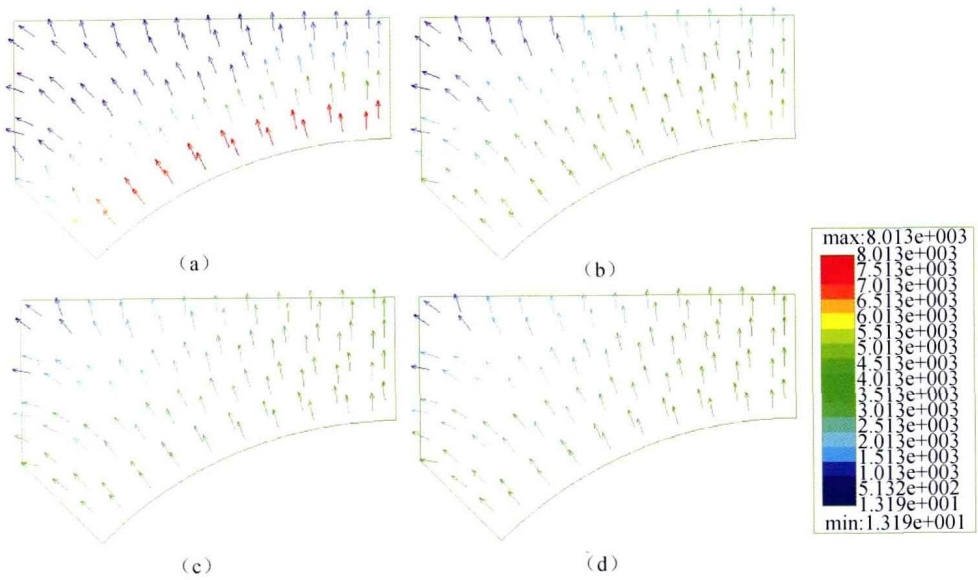 (a)
(b)
(c)
(d)
max:8.013e+003
8.013e+003
7.513e+003
7.013e+003
6.513e+003
6.013e+003
5.513e+003
5.013e+003
4.513e+003
4.013e+003
3.513e+003
3.013e+003
2.513e+003
2.013e+003
1.513e+003
1.013e+003
5.132e+002
1.319e+001
min:1.319e+001